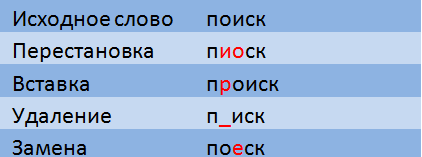 Исходное слово поиск
Перестановка пиоск
Вставка происк
Удаление п_иск
Замена поеск